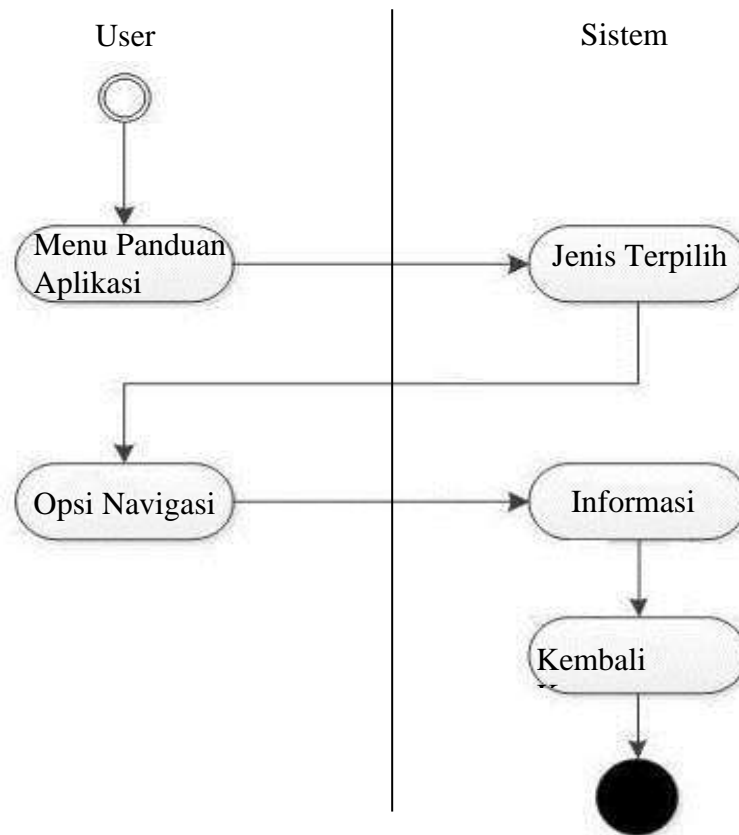 User
Sistem
Menu Panduan
Aplikasi
Jenis Terpilih
Opsi Navigasi
Informasi
Kembali